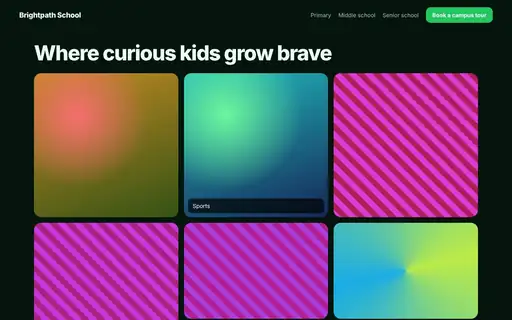 Brightpath School
Primary
Middle school
Senior school
Book a campus tour
Where curious kids grow brave
Sports